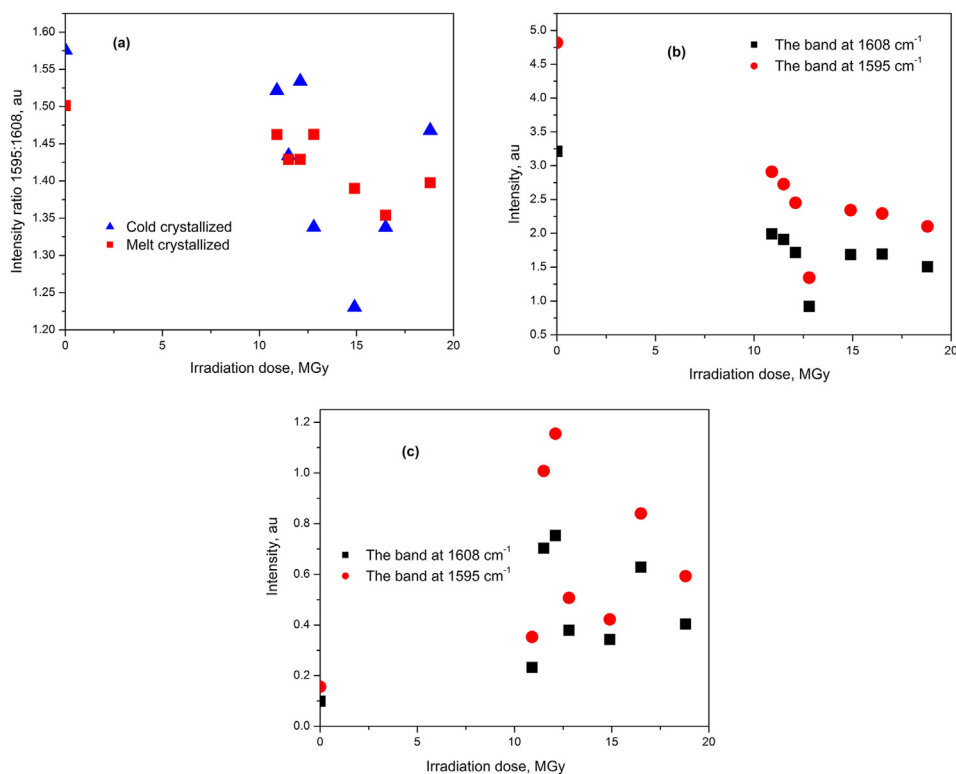 (a)
Intensity ratio 1595:1608, au
1.60
1.55
1.50
1.45
1.40
1.35
1.30
1.25
1.20
Cold crystallized
Melt crystallized
0 5 10 15 20
Irradiation dose, MGy
(b)
Intensity, au
5.0
4.5
4.0
3.5
3.0
2.5
2.0
1.5
1.0
0.5
The band at 1608 cm⁻¹
The band at 1595 cm⁻¹
0 5 10 15 20
Irradiation dose, MGy
(c)
Intensity, au
1.2
1.0
0.8
0.6
0.4
0.2
0.0
The band at 1608 cm⁻¹
The band at 1595 cm⁻¹
0 5 10 15 20
Irradiation dose, MGy